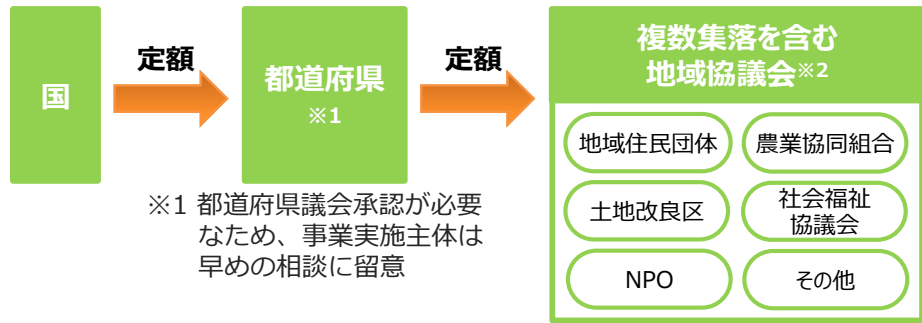 国
定額
都道府県
※1
定額
複数集落を含む
地域協議会※2
地域住民団体
農業協同組合
土地改良区
社会福祉
協議会
NPO
その他
※1 都道府県議会承認が必要
なため、事業実施主体は
早めの相談に留意